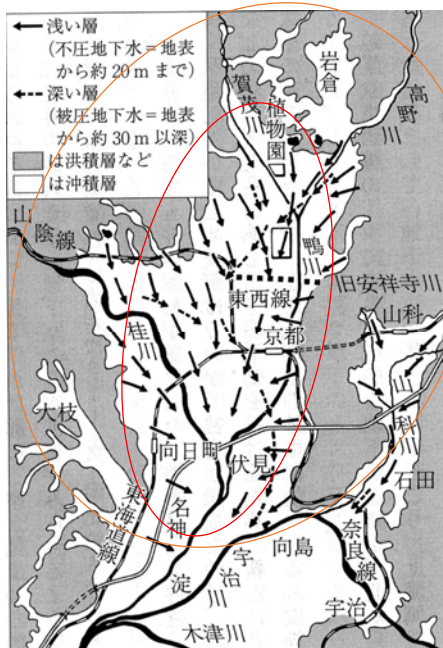 浅い層
(不圧地下水=地表
から約20mまで)
深い層
(被圧地下水=地表
から約30m以深)
は洪積層など
は沖積層
岩倉
高野川
賀茂川
植物園
山陰線
鴨川
旧安祥寺川
東西線
山科
京都
桂川
山科川
大枝
向日町
伏見
石田
東海道線
名神
奈良線
宇治川
向島
淀
宇治
木津川